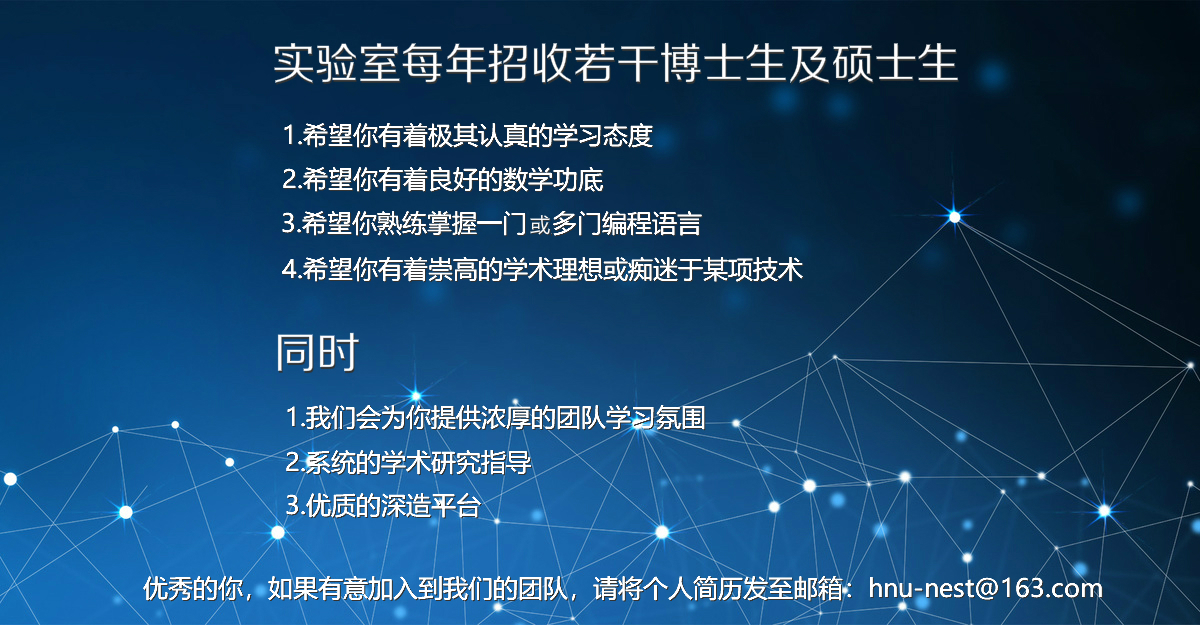 实验室每年招收若干博士生及硕士生
1.希望你有着极其认真的学习态度
2.希望你有着良好的数学功底
3.希望你熟练掌握一门或多门编程语言
4.希望你有着崇高的学术理想或痴迷于某项技术
同时
1.我们会为你提供浓厚的团队学习氛围
2.系统的学术研究指导
3.优质的深造平台
优秀的你，如果有意加入到我们的团队，请将个人简历发至邮箱：hnu-nest@163.com